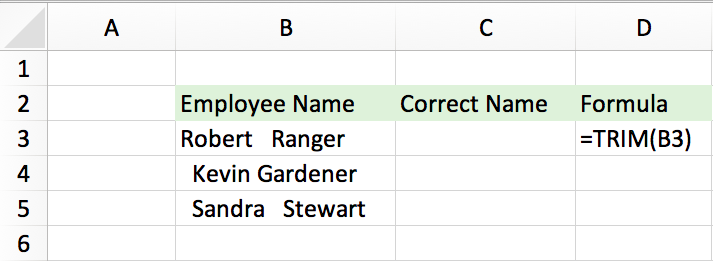 A B C D
1
2 Employee Name Correct Name Formula
3 Robert   Ranger =TRIM(B3)
4   Kevin Gardener
5   Sandra   Stewart
6